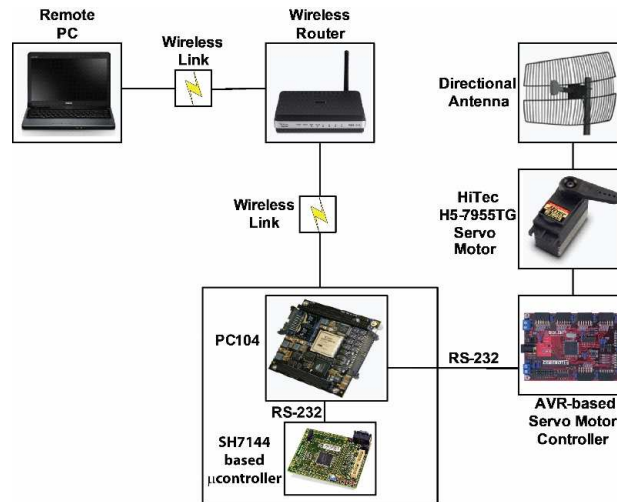 Remote
PC
Wireless
Link
Wireless
Router
Directional
Antenna
Wireless
Link
HiTec
H5-7955TG
Servo
Motor
PC104
RS-232
RS-232
SH7144
based
μcontroller
AVR-based
Servo Motor
Controller